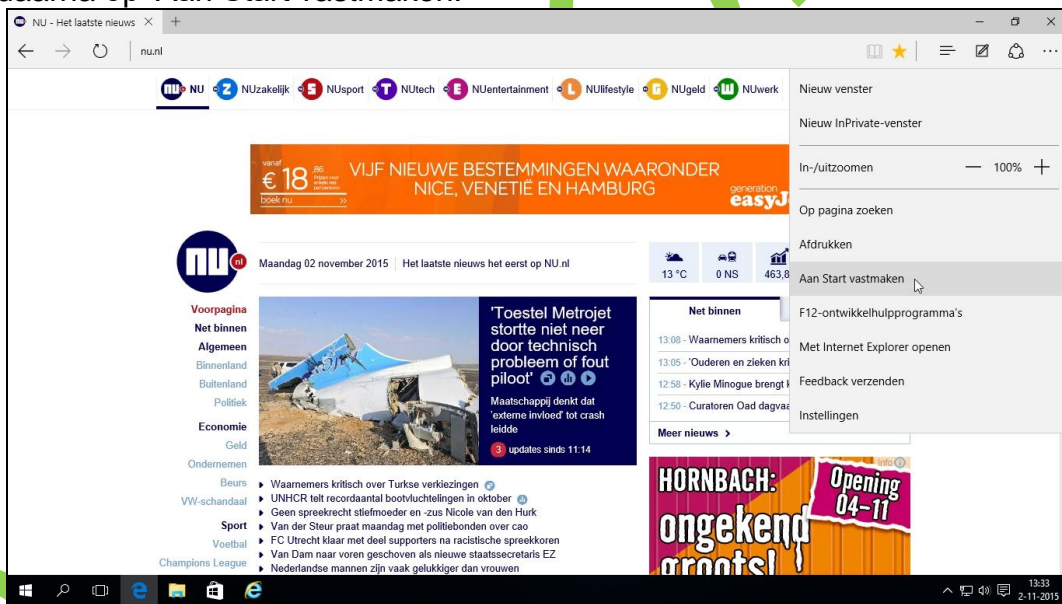 NU - Het laatste nieuws
nu.nl
NU NUzakelijk NUsport NUtech NUentertainment NUlifestyle NUgeld NUwerk
Nieuw venster
Nieuw InPrivate-venster
In-/uitzoomen 100%
Op pagina zoeken
Afdrukken
Aan Start vastmaken
F12-ontwikkelhulpprogramma's
Met Internet Explorer openen
Feedback verzenden
Instellingen
vanaf
€ 18 ,86
boek nu >>
VIJF NIEUWE BESTEMMINGEN WAARONDER
NICE, VENETIË EN HAMBURG
generation
easyJ
NU nl
Maandag 02 november 2015 Het laatste nieuws het eerst op NU.nl
13 °C 0 NS 463,8
Voorpagina
Net binnen
Algemeen
Binnenland
Buitenland
Politiek
Economie
Geld
Ondernemen
Beurs
VW-schandaal
Sport
Voetbal
Champions League
'Toestel Metrojet
stortte niet neer
door technisch
probleem of fout
piloot'
Maatschappij denkt dat
'externe invloed' tot crash
leidde
3 updates sinds 11:14
Waarnemers kritisch over Turkse verkiezingen
UNHCR telt recordaantal bootvluchtelingen in oktober
Geen spreekrecht stiefmoeder en -zus Nicole van den Hurk
Van der Steur praat maandag met politiebonden over cao
FC Utrecht klaar met deel supporters na racistische spreekkoren
Van Dam naar voren geschoven als nieuwe staatssecretaris EZ
Nederlandse mannen zijn vaak gelukkiger dan vrouwen
Net binnen
13:08 - Waarnemers kritisch o
13:05 - 'Ouderen en zieken kri
12:58 - Kylie Minogue brengt k
12:50 - Curatoren Oad dagvaa
Meer nieuws >
Info
HORNBACH:
Opening
04-11
ongekend
groots!
13:33
2-11-2015